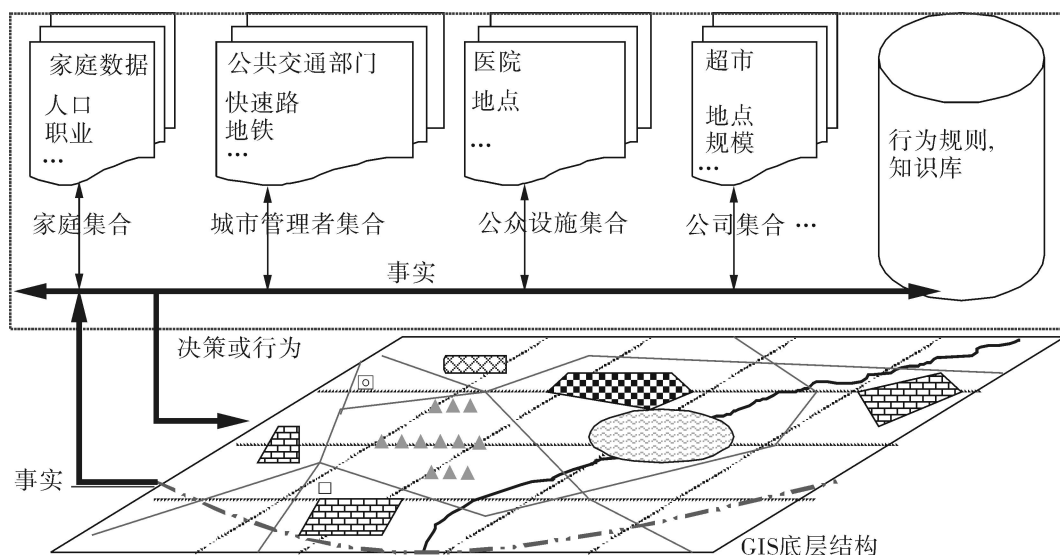 家庭数据
人口
职业
…
公共交通部门
快速路
地铁
…
医院
地点
…
超市
地点
规模
…
行为规则,
知识库
家庭集合
城市管理者集合
公众设施集合
公司集合 …
事实
决策或行为
事实
GIS底层结构